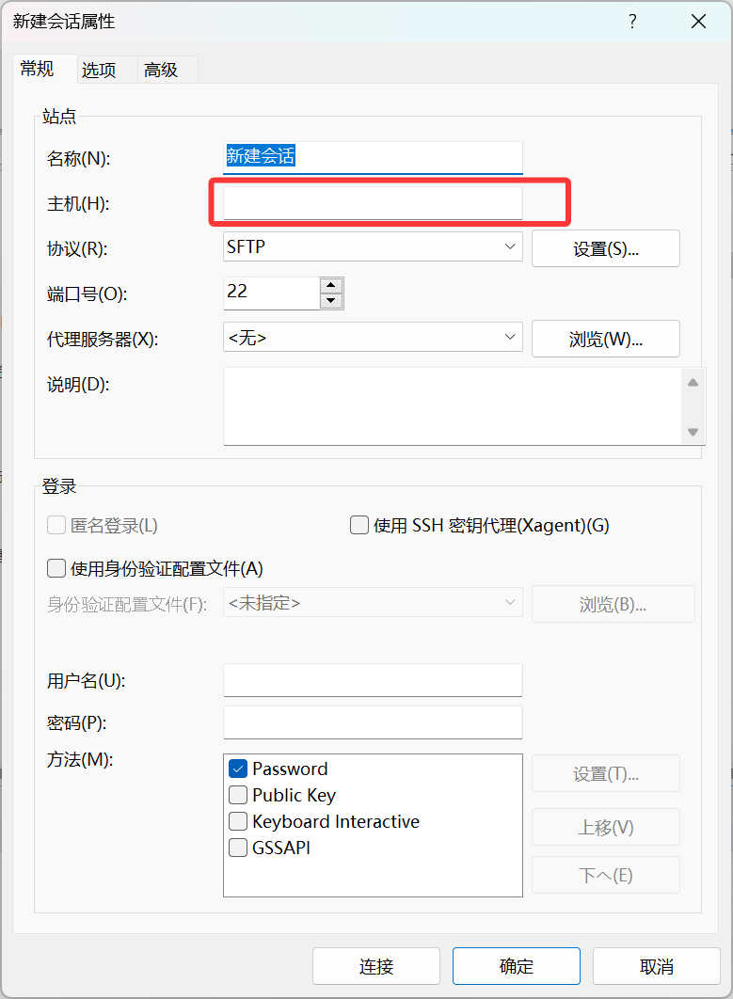 新建会话属性 ?
常规 选项 高级
站点
名称(N): 新建会话
主机(H):
协议(R): SFTP 设置(S)...
端口号(O): 22
代理服务器(X): <无> 浏览(W)...
说明(D):
登录
匿名登录(L) 使用 SSH 密钥代理(Xagent)(G)
使用身份验证配置文件(A)
身份验证配置文件(F): <未指定> 浏览(B)...
用户名(U):
密码(P):
方法(M):
Password 设置(T)...
Public Key
Keyboard Interactive 上移(V)
GSSAPI
下へ(E)
连接 确定 取消